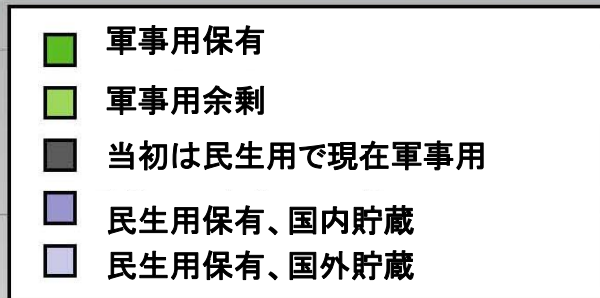 軍事用保有
軍事用余剰
当初は民生用で現在軍事用
民生用保有、国内貯蔵
民生用保有、国外貯蔵